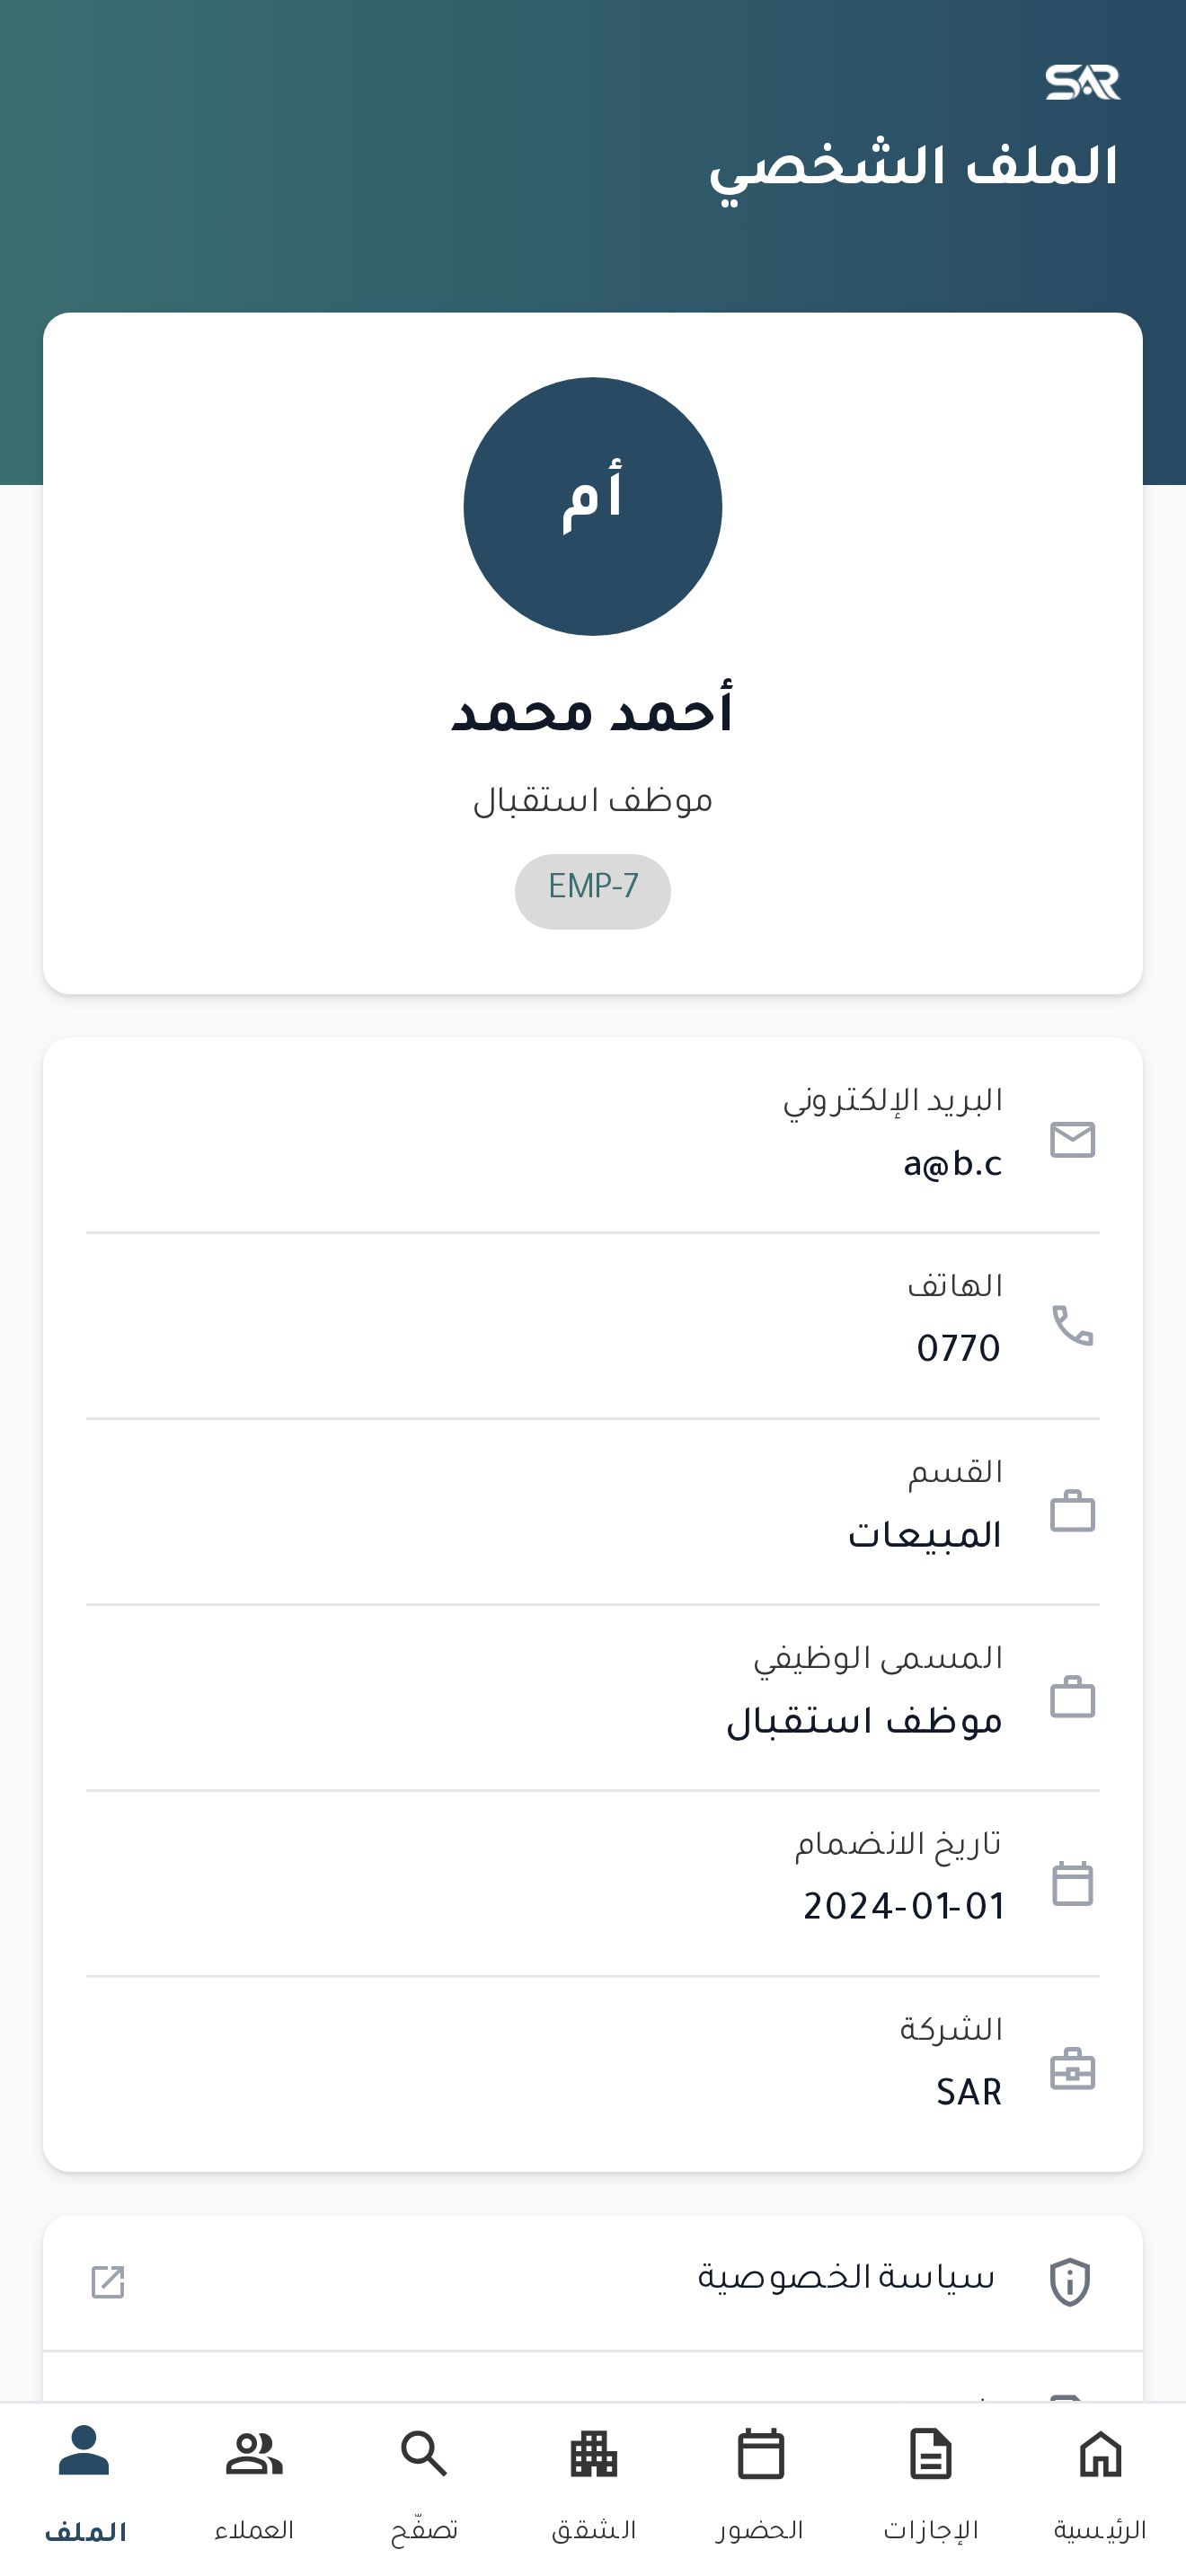 SAR
الملف الشخصي
أم
أحمد محمد
موظف استقبال
EMP-7
البريد الإلكتروني
a@b.c
الهاتف
0770
القسم
المبيعات
المسمى الوظيفي
موظف استقبال
تاريخ الانضمام
2024-01-01
الشركة
SAR
سياسة الخصوصية
الرئيسية
الإجازات
الحضور
الشقق
تصفّح
العملاء
الملف